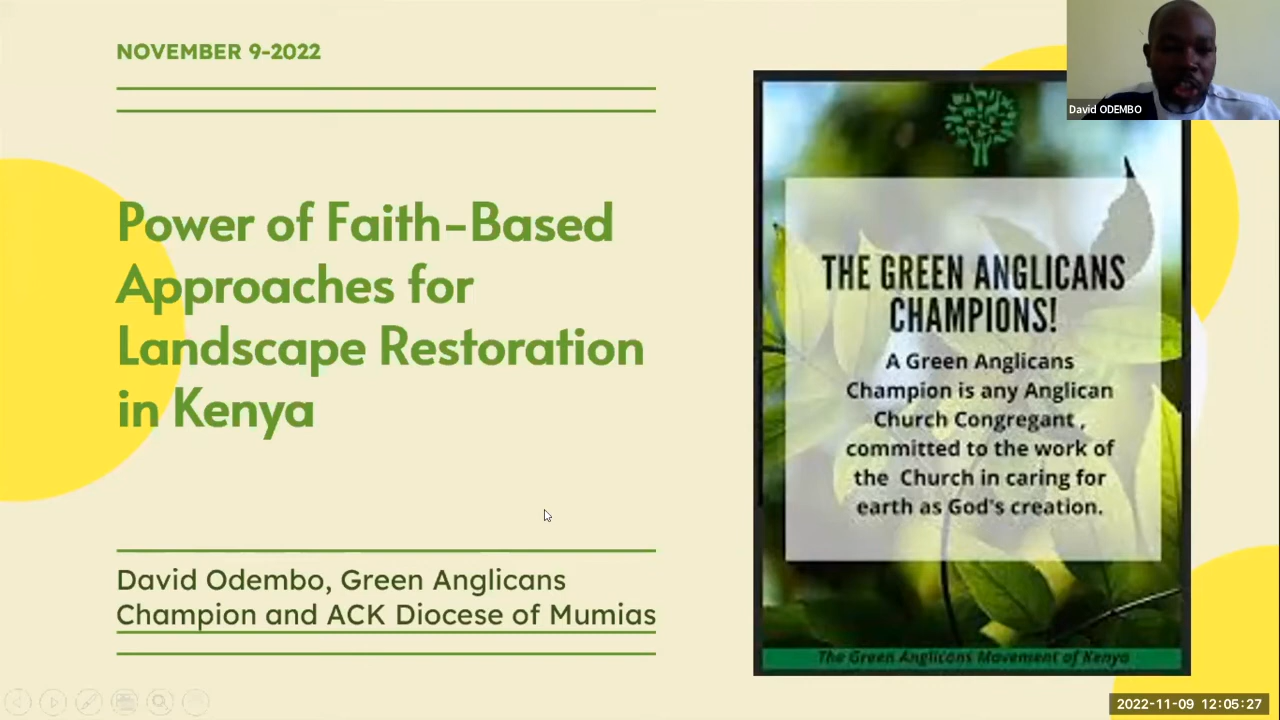 NOVEMBER 9-2022
Power of Faith-Based
Approaches for
Landscape Restoration
in Kenya
David Odembo, Green Anglicans
Champion and ACK Diocese of Mumias
THE GREEN ANGLICANS
CHAMPIONS!
A Green Anglicans
Champion is any Anglican
Church Congregant ,
committed to the work of
the Church in caring for
earth as God's creation.
The Green Anglicans Movement of Kenya
David ODEMBO
2022-11-09 12:05:27